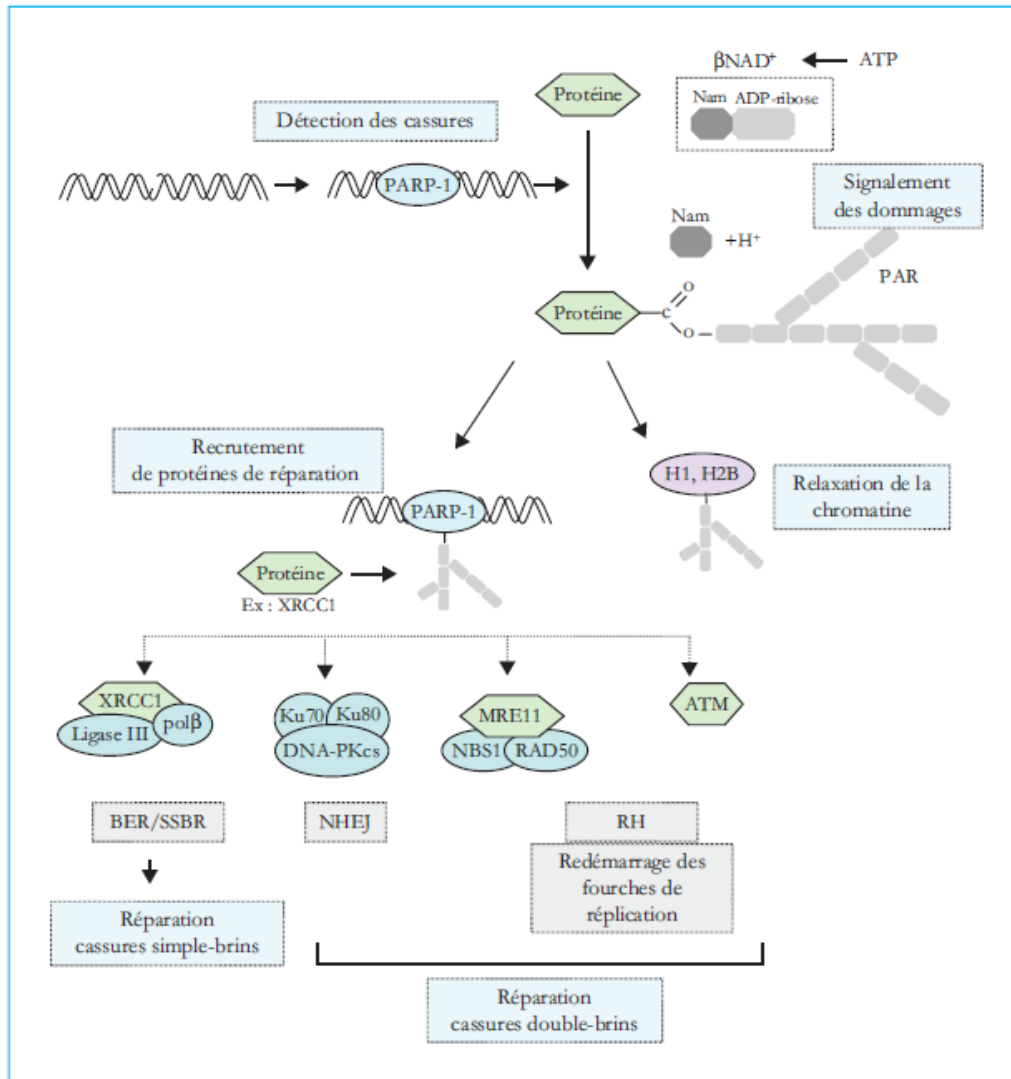 βNAD⁺ ATP
Protéine
Nam ADP-ribose
Détection des cassures
PARP-1
Signalement
des dommages
Nam
+H⁺
PAR
Protéine
C
O
O
Recrutement
de protéines de réparation
H1, H2B
Relaxation de la
chromatine
PARP-1
Protéine
Ex : XRCC1
XRCC1
Ligase III
polβ
Ku70
Ku80
DNA-PKcs
MRE11
NBS1
RAD50
ATM
BER/SSBR
NHEJ
RH
Redémarrage des
fourches de
réplication
Réparation
cassures simple-brins
Réparation
cassures double-brins